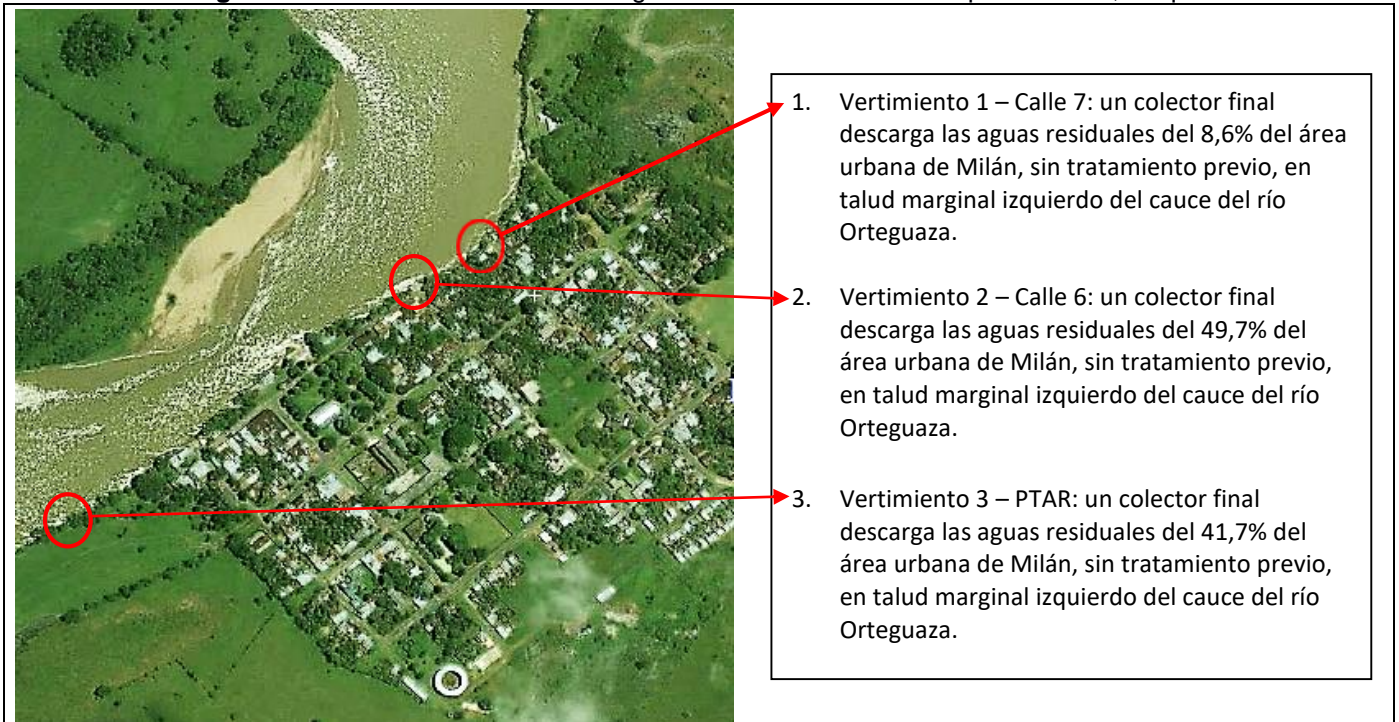 1. Vertimiento 1 – Calle 7: un colector final
descarga las aguas residuales del 8,6% del área
urbana de Milán, sin tratamiento previo, en
talud marginal izquierdo del cauce del río
Orteguaza.
2. Vertimiento 2 – Calle 6: un colector final
descarga las aguas residuales del 49,7% del
área urbana de Milán, sin tratamiento previo,
en talud marginal izquierdo del cauce del río
Orteguaza.
3. Vertimiento 3 – PTAR: un colector final
descarga las aguas residuales del 41,7% del
área urbana de Milán, sin tratamiento previo,
en talud marginal izquierdo del cauce del río
Orteguaza.